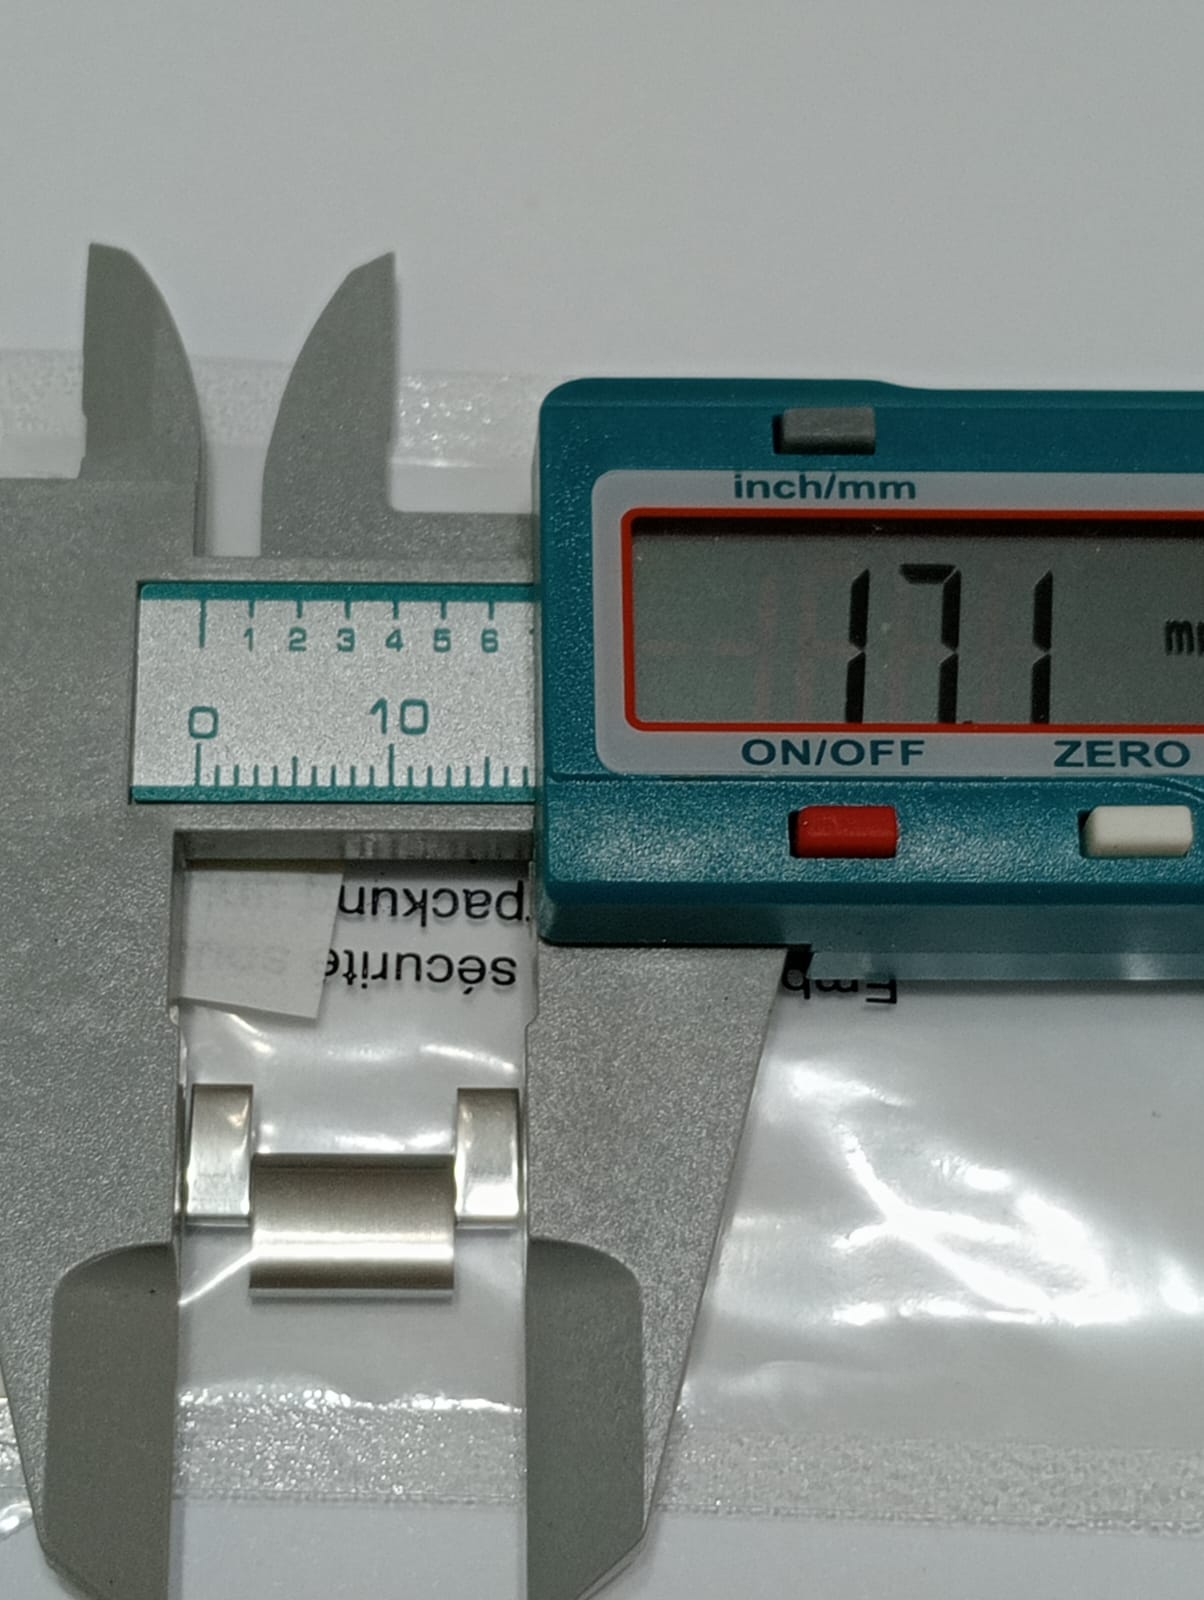 inch/mm
17.1 m
ON/OFF ZERO
1 2 3 4 5 6
0 10
packun
sécurité
Emb